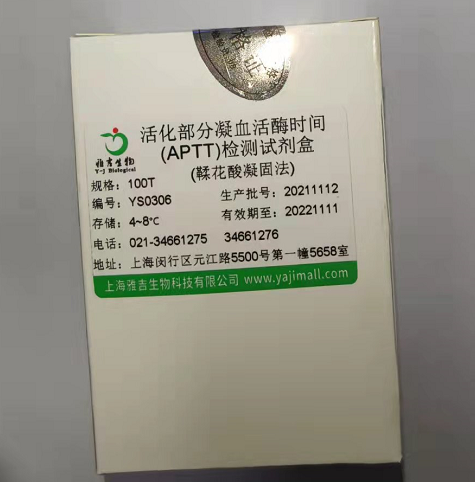 格证
雅吉生物
Y-J Biological
活化部分凝血活酶时间
(APTT)检测试剂盒
(鞣花酸凝固法)
规格: 100T
编号: YS0306
生产批号: 20211112
存储: 4~8℃
有效期至: 20221111
电话: 021-34661275 34661276
地址: 上海闵行区元江路5500号第一幢5658室
上海雅吉生物科技有限公司 www.yajimall.com